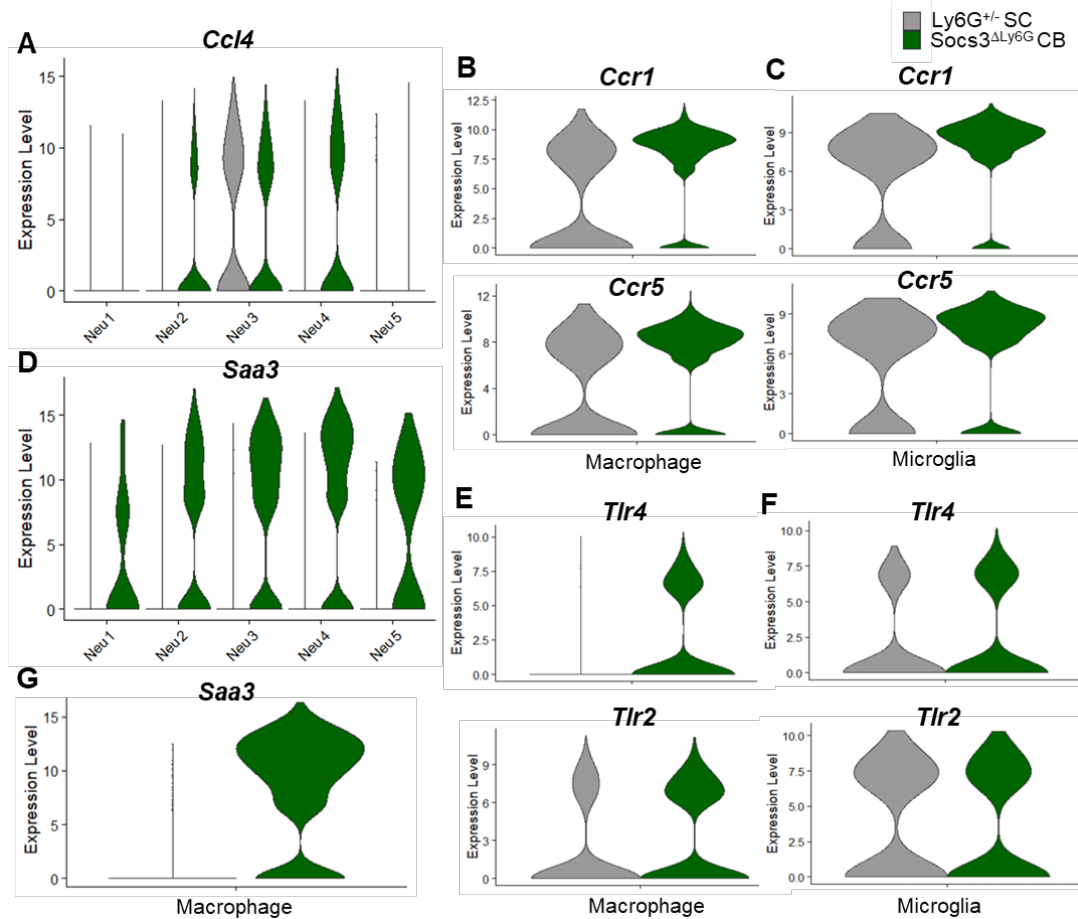 Ly6G+/- SC
Socs3ΔLy6G CB
A
Ccl4
Expression Level
15
10
5
0
Neu1
Neu2
Neu3
Neu4
Neu5
B
Ccr1
Expression Level
12.5
10.0
7.5
5.0
2.5
0.0
Ccr5
Expression Level
12
8
4
0
Macrophage
C
Ccr1
Expression Level
9
6
3
0
Ccr5
Expression Level
9
6
3
0
Microglia
D
Saa3
Expression Level
15
10
5
0
Neu1
Neu2
Neu3
Neu4
Neu5
E
Tlr4
Expression Level
10.0
7.5
5.0
2.5
0.0
Tlr2
Expression Level
9
6
3
0
Macrophage
F
Tlr4
Expression Level
10.0
7.5
5.0
2.5
0.0
Tlr2
Expression Level
10.0
7.5
5.0
2.5
0.0
Microglia
G
Saa3
Expression Level
15
10
5
0
Macrophage